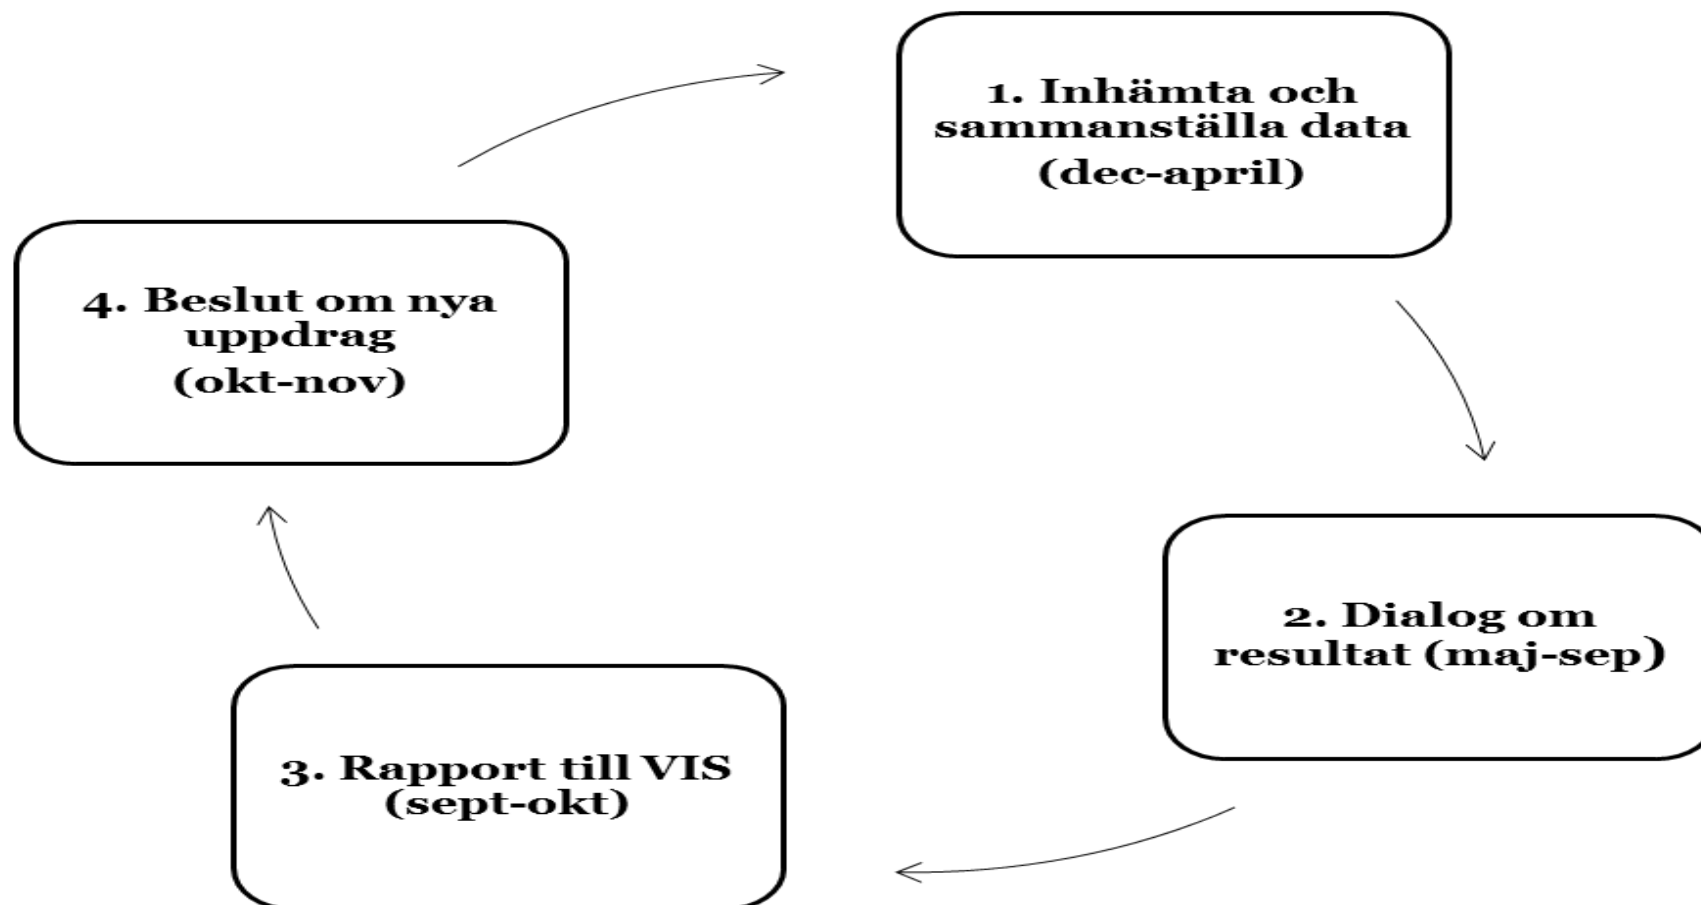 1. Inhämta och
sammanställa data
(dec-april)
2. Dialog om
resultat (maj-sep)
3. Rapport till VIS
(sept-okt)
4. Beslut om nya
uppdrag
(okt-nov)